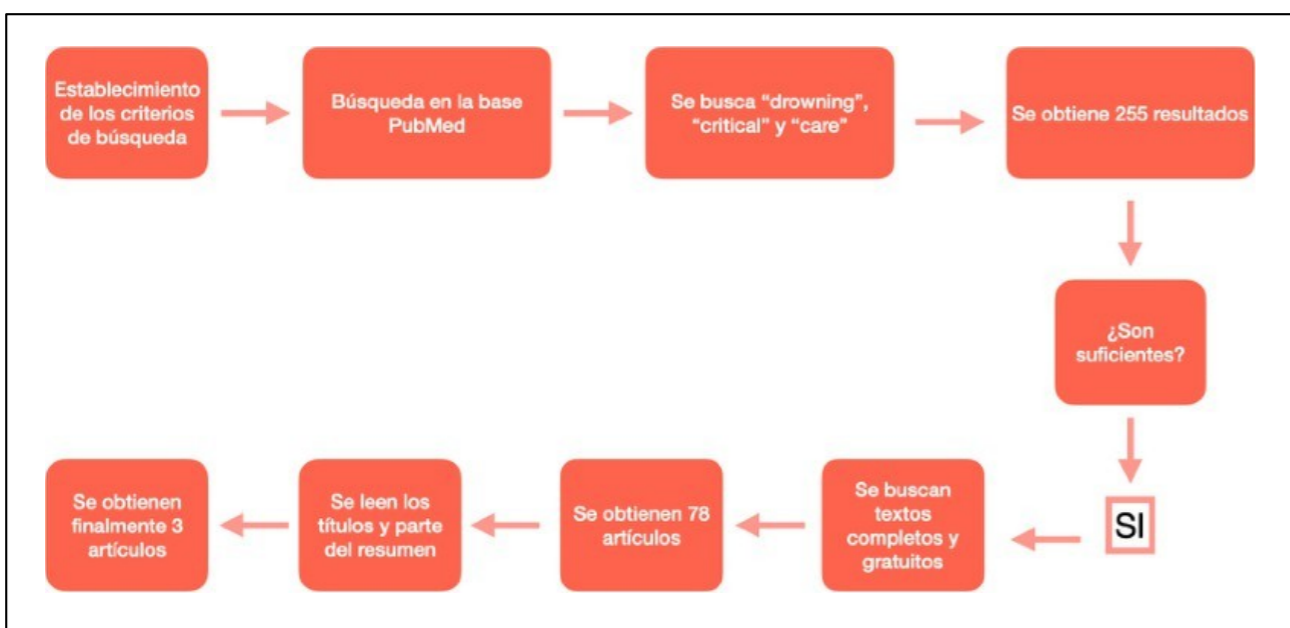 Establecimiento
de los criterios
de búsqueda
Búsqueda en la base
PubMed
Se busca “drowning”,
“critical” y “care”
Se obtiene 255 resultados
¿Son
suficientes?
SI
Se buscan
textos
completos y
gratuitos
Se obtienen 78
artículos
Se leen los
títulos y parte
del resumen
Se obtienen
finalmente 3
artículos